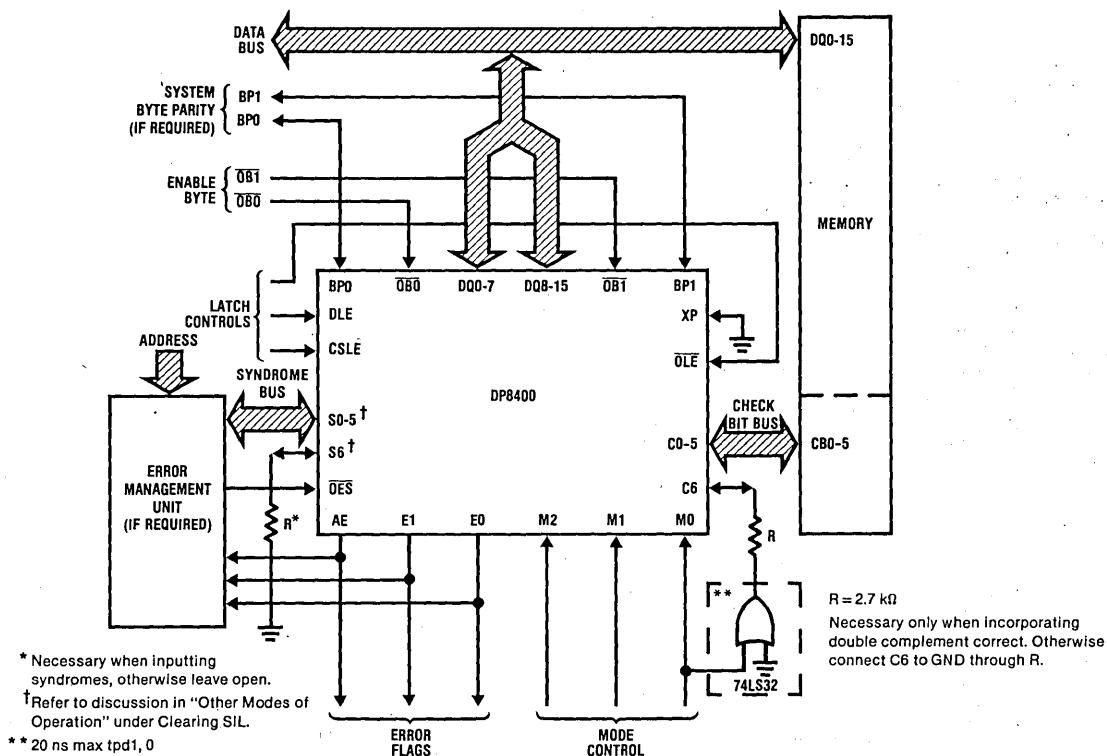 DATA
BUS
DQ0-15
SYSTEM
BYTE PARITY
(IF REQUIRED)
BP1
BP0
ENABLE
BYTE
OB1
OB0
MEMORY
LATCH
CONTROLS
BP0
OB0
DQ0-7
DQ8-15
OB1
BP1
DLE
XP
CSLE
OLE
ADDRESS
SYNDROME
BUS
DP8400
CHECK
BIT BUS
S0-5†
C0-5
CB0-5
S6†
C6
ERROR
MANAGEMENT
UNIT
(IF REQUIRED)
OES
R*
AE
E1
E0
M2
M1
M0
R
**
74LS32
R = 2.7 kΩ
Necessary only when incorporating
double complement correct. Otherwise
connect C6 to GND through R.
* Necessary when inputting
syndromes, otherwise leave open.
†Refer to discussion in "Other Modes of
Operation" under Clearing SIL.
** 20 ns max tpd1, 0
ERROR
FLAGS
MODE
CONTROL